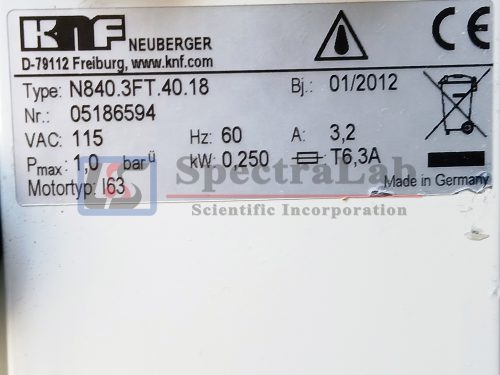 KNF NEUBERGER
D-79112 Freiburg, www.knf.com
Type: N840.3FT.40.18 Bj.: 01/2012
Nr.: 05186594
VAC: 115 Hz: 60 A: 3,2
Pmax: 1,0 bar ü kW: 0,250 T6,3A
Motortyp: I63 Made in Germany
CE
SpectraLab
Scientific Incorporation